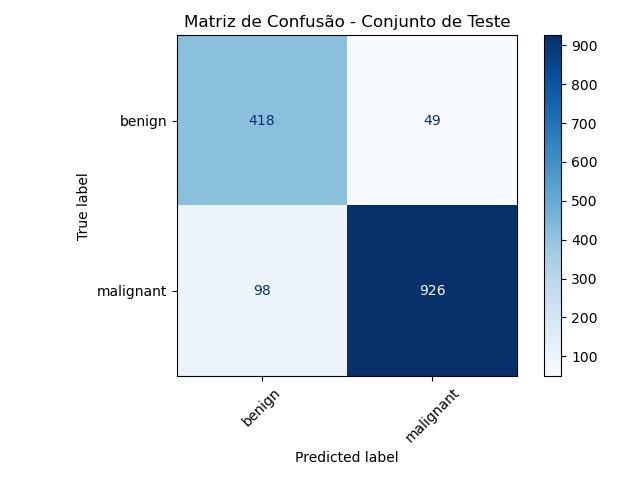 Matriz de Confusão - Conjunto de Teste
True label
benign
418
49
malignant
98
926
benign
malignant
Predicted label
900
800
700
600
500
400
300
200
100